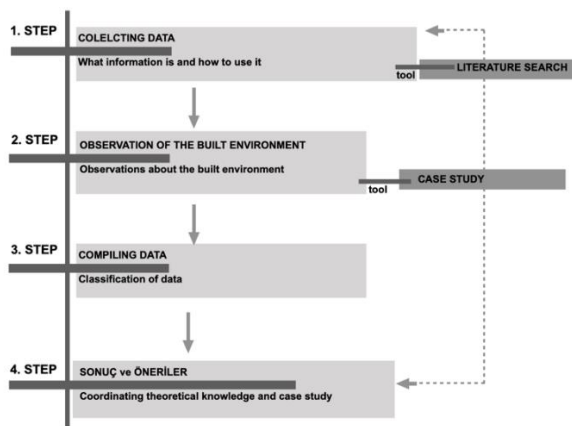 1. STEP
COLELCTING DATA
What information is and how to use it
tool
LITERATURE SEARCH
2. STEP
OBSERVATION OF THE BUILT ENVIRONMENT
Observations about the built environment
tool
CASE STUDY
3. STEP
COMPILING DATA
Classification of data
4. STEP
SONUÇ ve ÖNERİLER
Coordinating theoretical knowledge and case study